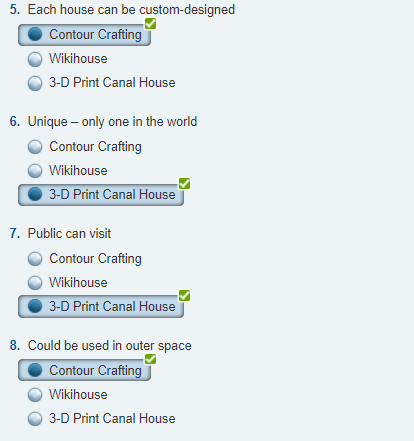 5. Each house can be custom-designed
Contour Crafting
Wikihouse
3-D Print Canal House
6. Unique – only one in the world
Contour Crafting
Wikihouse
3-D Print Canal House
7. Public can visit
Contour Crafting
Wikihouse
3-D Print Canal House
8. Could be used in outer space
Contour Crafting
Wikihouse
3-D Print Canal House